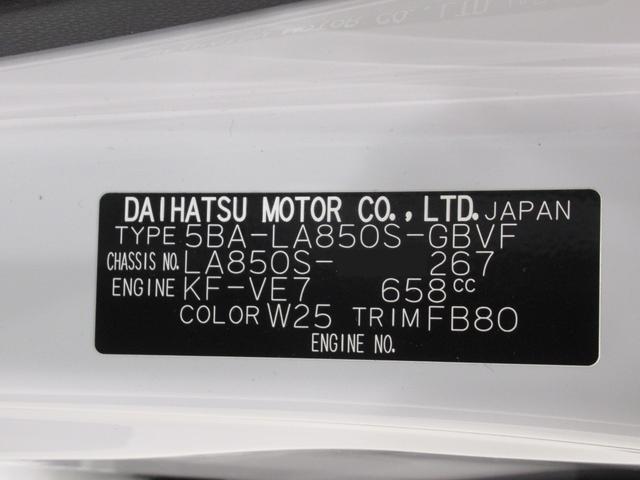 DAIHATSU MOTOR CO.,LTD. JAPAN
TYPE 5BA-LA850S-GBVF
CHASSIS NO. LA850S- 267
ENGINE KF-VE7 658cc
COLOR W25 TRIM FB80
ENGINE NO.